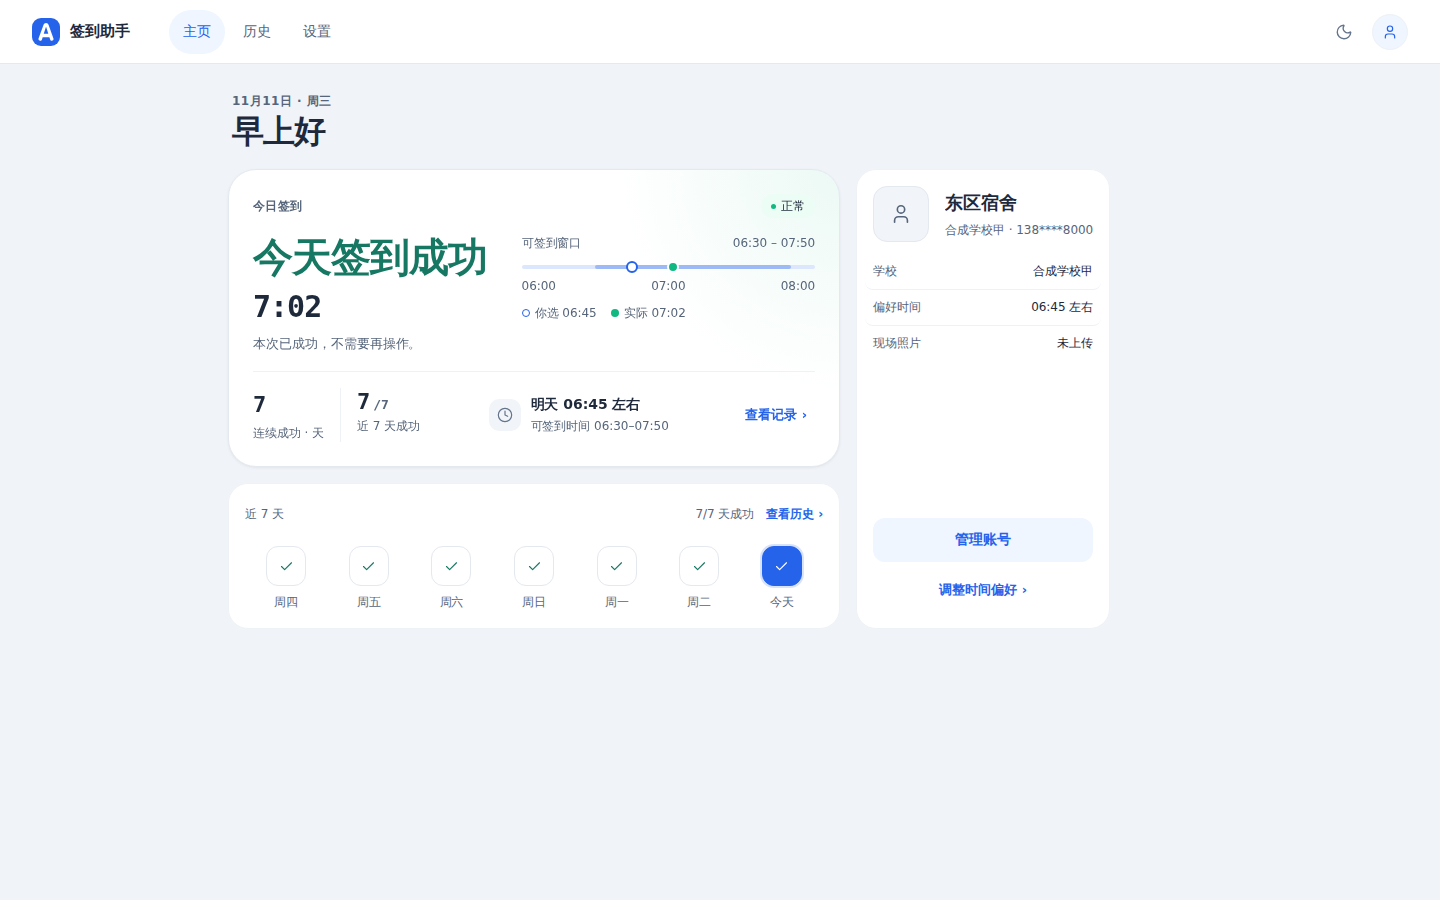 签到助手
主页 历史 设置
11月11日 · 周三
早上好
今日签到
正常
今天签到成功
7:02
本次已成功，不需要再操作。
可签到窗口 06:30 – 07:50
06:00 07:00 08:00
你选 06:45 实际 07:02
7
连续成功 · 天
7 /7
近 7 天成功
明天 06:45 左右
可签到时间 06:30–07:50
查看记录 ›
近 7 天 7/7 天成功 查看历史 ›
周四 周五 周六 周日 周一 周二 今天
东区宿舍
合成学校甲 · 138****8000
学校 合成学校甲
偏好时间 06:45 左右
现场照片 未上传
管理账号
调整时间偏好 ›